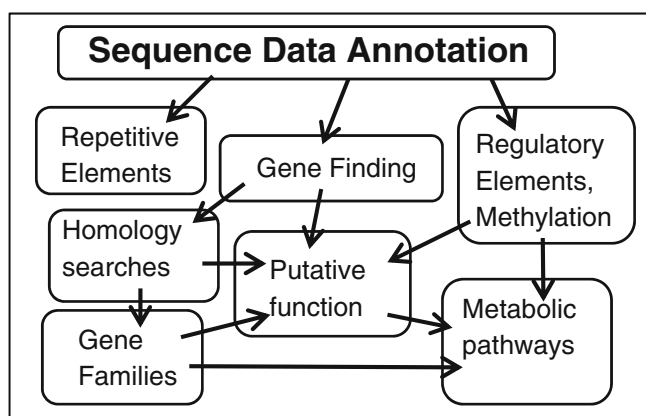 Sequence Data Annotation
Repetitive
Elements
Gene Finding
Regulatory
Elements,
Methylation
Homology
searches
Putative
function
Metabolic
pathways
Gene
Families